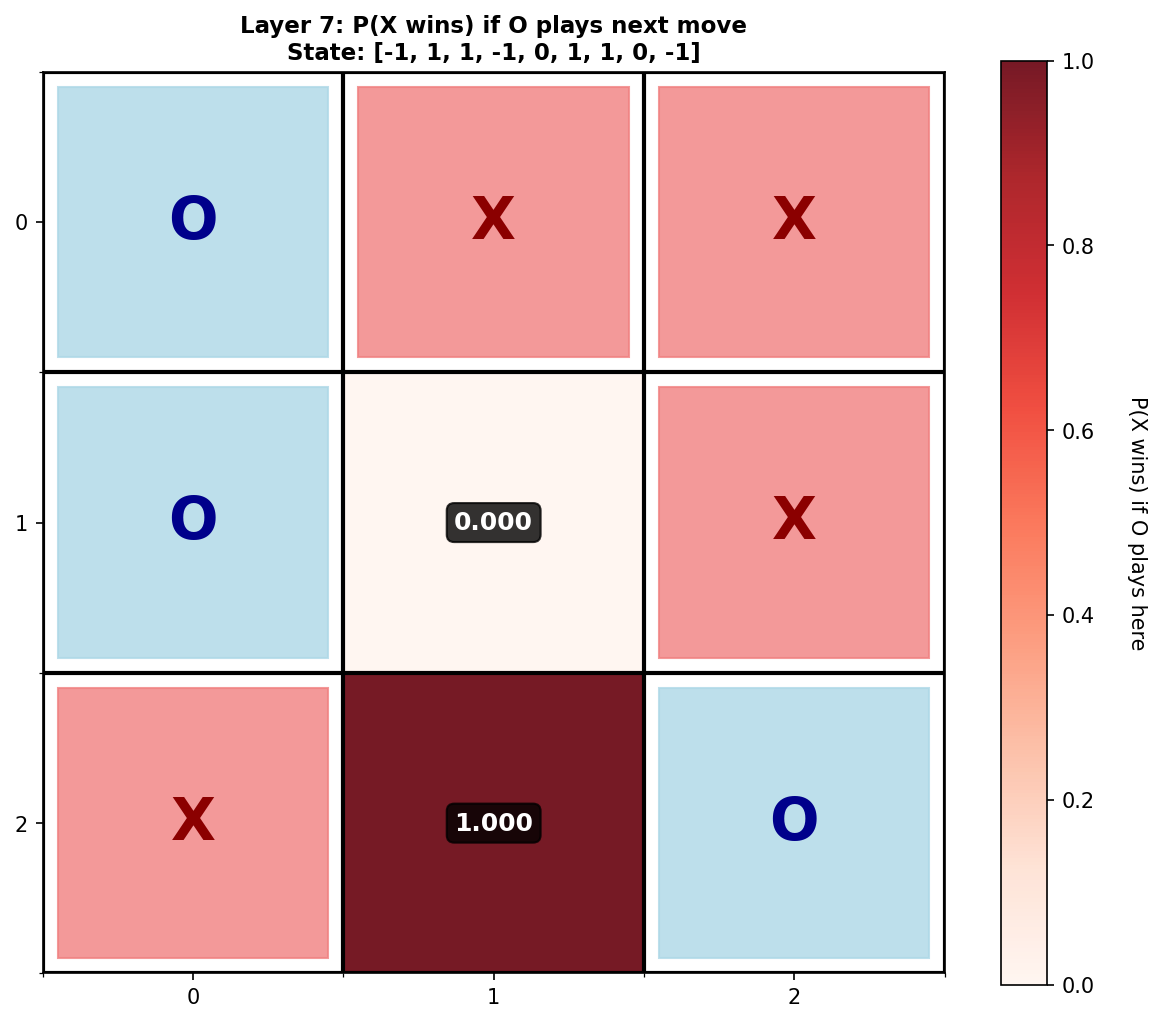 Layer 7: P(X wins) if O plays next move
State: [-1, 1, 1, -1, 0, 1, 1, 0, -1]
0
O
X
X
1
O
0.000
X
2
X
1.000
O
0
1
2
1.0
0.8
0.6
0.4
0.2
0.0
P(X wins) if O plays here